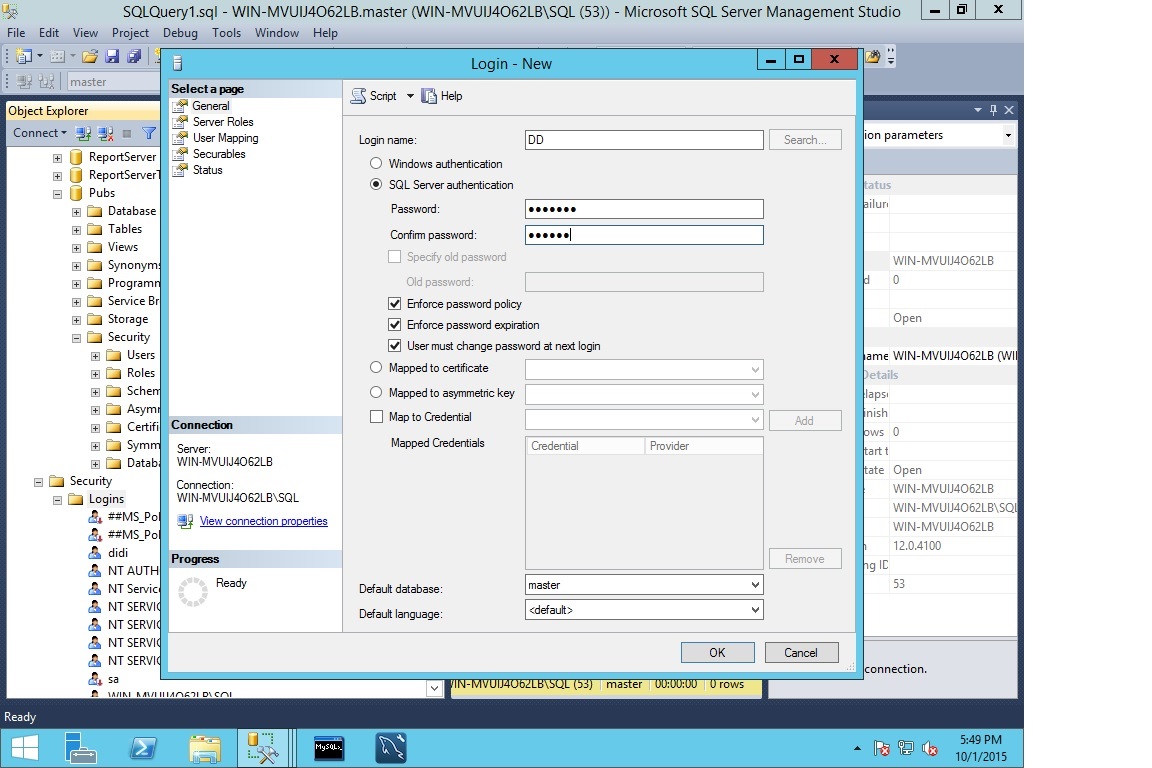 SQLQuery1.sql - WIN-MVUIJ4O62LB.master (WIN-MVUIJ4O62LB\SQL (53)) - Microsoft SQL Server Management Studio
File Edit View Project Debug Tools Window Help
master
Object Explorer
Connect
ReportServer
ReportServerT
Pubs
Database
Tables
Views
Synonyms
Programm
Service Br
Storage
Security
Users
Roles
Schem
Asymr
Certifi
Symm
Databa
Security
Logins
##MS_Pol
##MS_Pol
didi
NT AUTH
NT Service
NT SERVIC
NT SERVIC
NT SERVIC
NT SERVIC
sa
WIN-MVUIJ4O62LB\SQL
Login - New
Select a page
General
Server Roles
User Mapping
Securables
Status
Connection
Server:
WIN-MVUIJ4O62LB
Connection:
WIN-MVUIJ4O62LB\SQL
View connection properties
Progress
Ready
Script Help
Login name: DD Search...
Windows authentication
SQL Server authentication
Password: ●●●●●●●
Confirm password: ●●●●●●
Specify old password
Old password:
Enforce password policy
Enforce password expiration
User must change password at next login
Mapped to certificate
Mapped to asymmetric key
Map to Credential Add
Mapped Credentials Credential Provider
Remove
Default database: master
Default language: <default>
OK Cancel
ion parameters
tatus
ailure
WIN-MVUIJ4O62LB
d 0
Open
name WIN-MVUIJ4O62LB (WI
Details
lapse
inish
ows 0
tart t
tate Open
WIN-MVUIJ4O62LB
WIN-MVUIJ4O62LB\SQL
WIN-MVUIJ4O62LB
n 12.0.4100
ng ID
53
connection.
WIN-MVUIJ4O62LB\SQL (53) master 00:00:00 0 rows
Ready
MySQL>
5:49 PM
10/1/2015